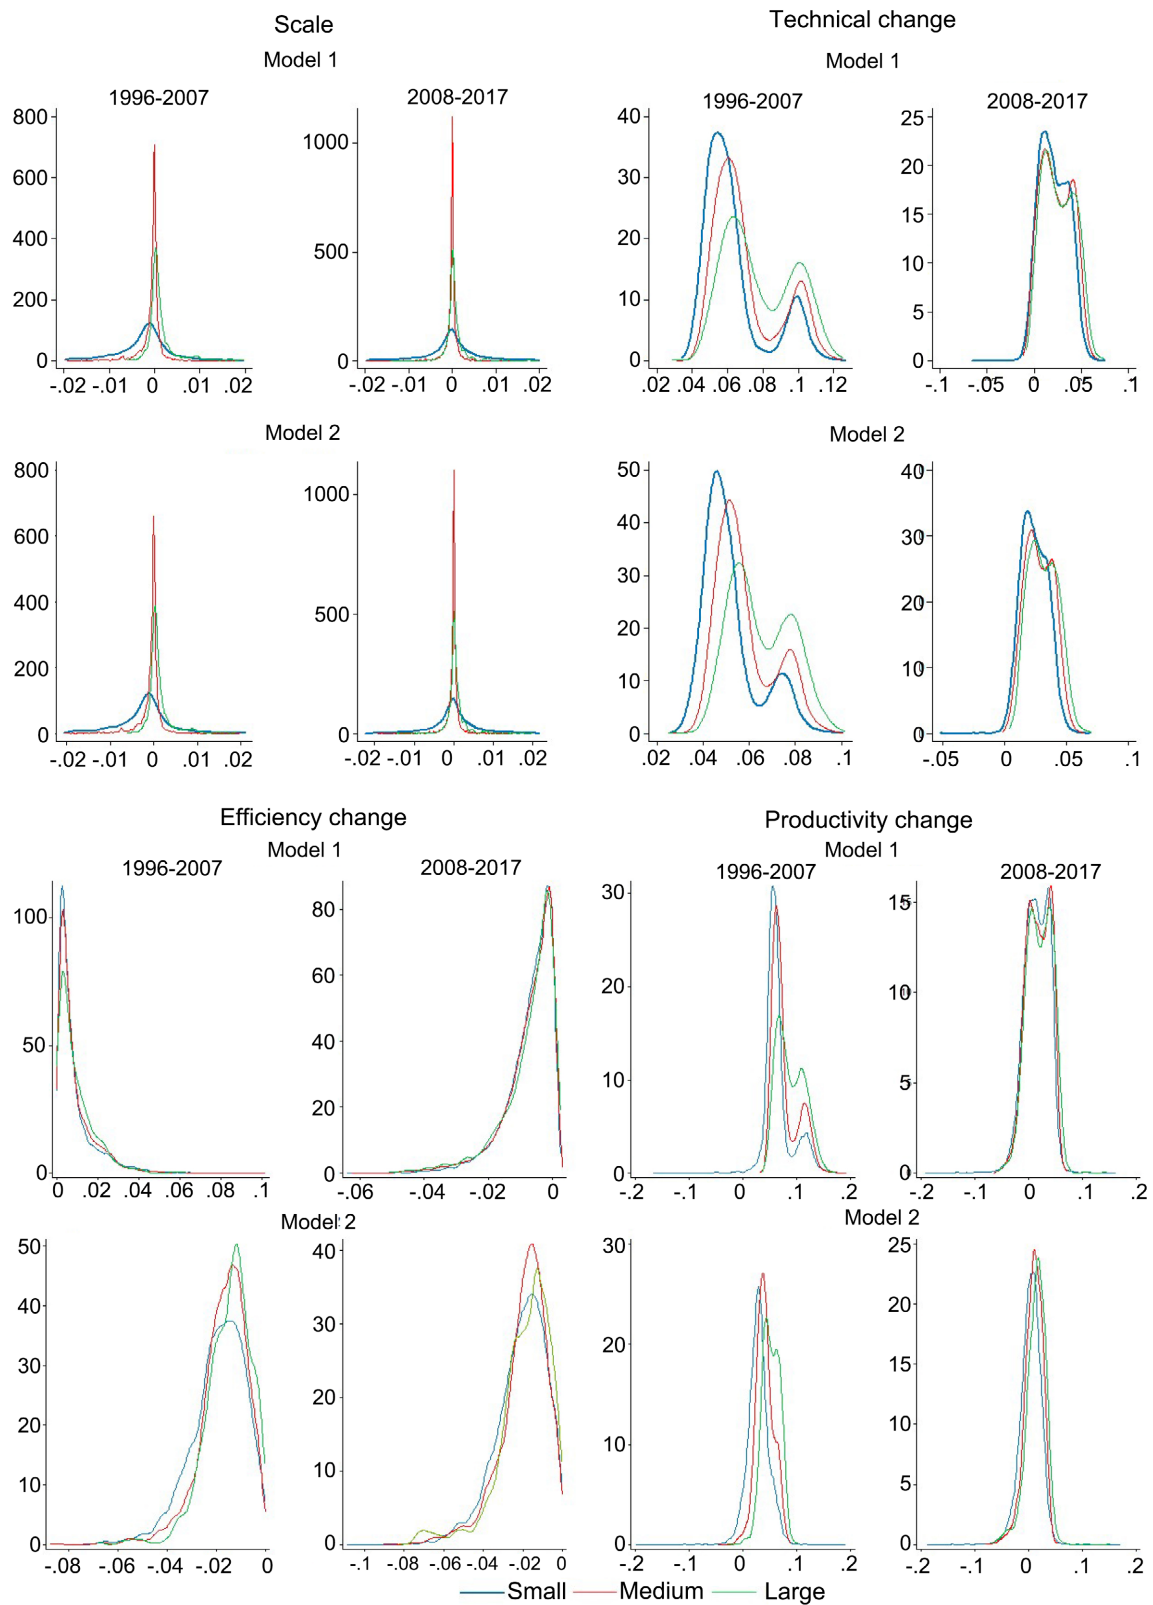 Scale
Technical change
Model 1
Model 1
1996-2007
2008-2017
1996-2007
2008-2017
800
600
400
200
0
-.02 -.01 0 .01 .02
1000
500
0
-.02 -.01 0 .01 .02
40
30
20
10
0
.02 .04 .06 .08 .1 .12
25
20
15
10
5
0
-.1 -.05 0 .05 .1
Model 2
Model 2
800
600
400
200
0
-.02 -.01 0 .01 .02
1000
500
0
-.02 -.01 0 .01 .02
50
40
30
20
10
0
.02 .04 .06 .08 .1
40
30
20
10
0
-.05 0 .05 .1
Efficiency change
Productivity change
Model 1
Model 1
1996-2007
2008-2017
1996-2007
2008-2017
100
50
0
0 .02 .04 .06 .08 .1
80
60
40
20
0
-.06 -.04 -.02 0
30
20
10
0
-.2 -.1 0 .1 .2
15
10
5
0
-.2 -.1 0 .1 .2
Model 2
Model 2
50
40
30
20
10
0
-.08 -.06 -.04 -.02 0
40
30
20
10
0
-.1 -.08 -.06 -.04 -.02 0
30
20
10
0
-.2 -.1 0 .1 .2
25
20
15
10
5
0
-.2 -.1 0 .1 .2
Small Medium Large